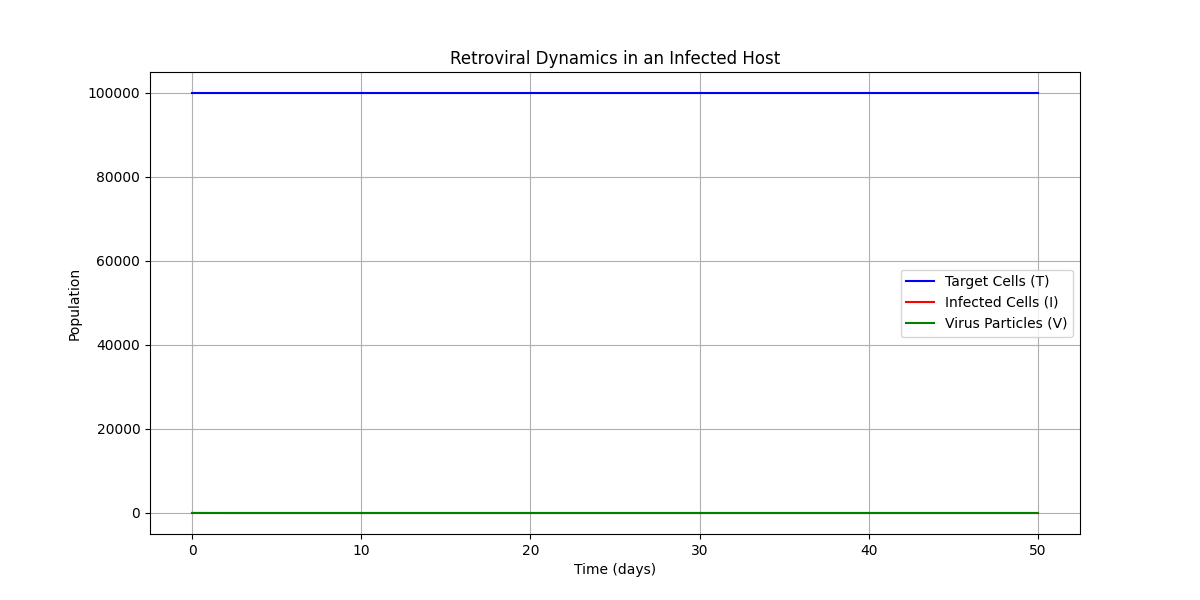 Retroviral Dynamics in an Infected Host
100000
80000
60000
40000
20000
0
Population
Target Cells (T)
Infected Cells (I)
Virus Particles (V)
0 10 20 30 40 50
Time (days)